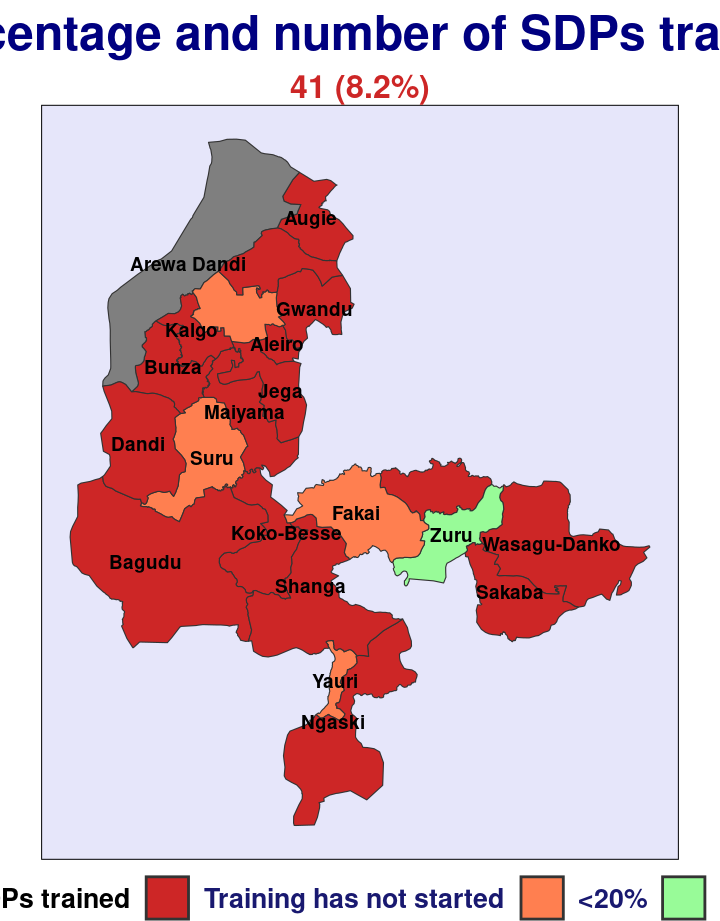 centage and number of SDPs tra
41 (8.2%)
Augie
Arewa Dandi
Gwandu
Kalgo
Aleiro
Bunza
Jega
Maiyama
Dandi
Suru
Fakai
Koko-Besse
Zuru
Wasagu-Danko
Bagudu
Shanga
Sakaba
Yauri
Ngaski
Ps trained Training has not started <20%